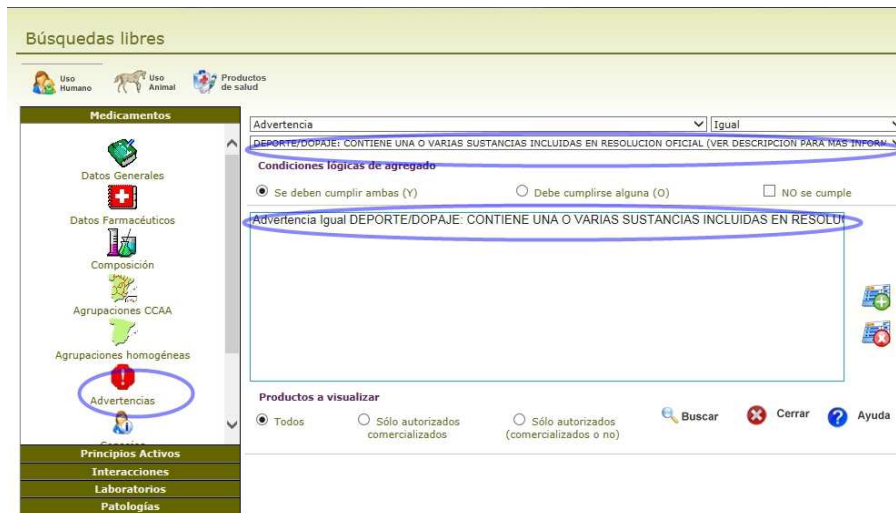 Búsquedas libres
Uso Humano
Uso Animal
Productos de salud
Medicamentos
Datos Generales
Datos Farmacéuticos
Composición
Agrupaciones CCAA
Agrupaciones homogéneas
Advertencias
Principios Activos
Interacciones
Laboratorios
Patologías
Advertencia
Igual
DEPORTE/DOPAJE: CONTIENE UNA O VARIAS SUSTANCIAS INCLUIDAS EN RESOLUCION OFICIAL (VER DESCRIPCION PARA MAS INFORM
Condiciones lógicas de agregado
Se deben cumplir ambas (Y)
Debe cumplirse alguna (O)
NO se cumple
Advertencia Igual DEPORTE/DOPAJE: CONTIENE UNA O VARIAS SUSTANCIAS INCLUIDAS EN RESOLU
Productos a visualizar
Todos
Sólo autorizados
comercializados
Sólo autorizados
(comercializados o no)
Buscar
Cerrar
Ayuda